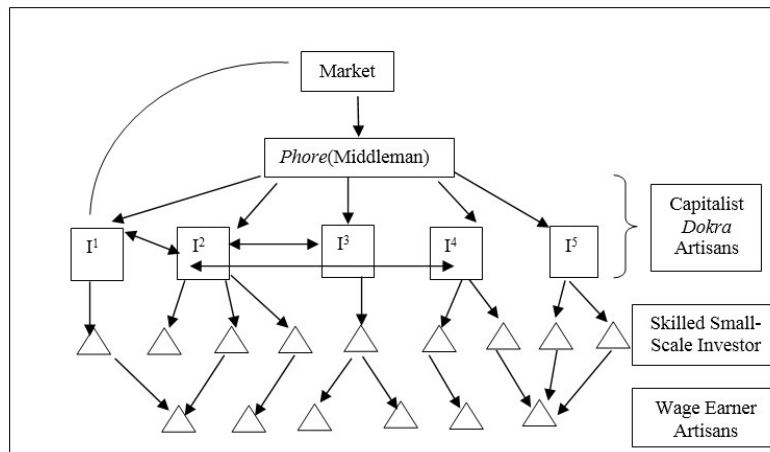 Market
Phore(Middleman)
I¹ I² I³ I⁴ I⁵
Capitalist
Dokra
Artisans
Skilled Small-
Scale Investor
Wage Earner
Artisans